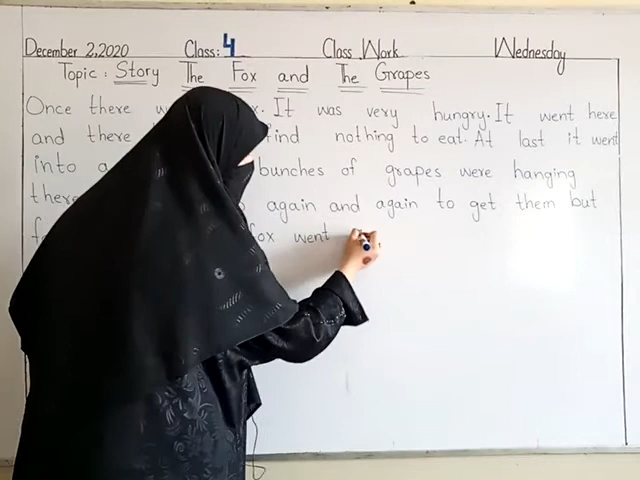 December 2, 2020 Class: 4 Class Work Wednesday
Topic : Story The Fox and The Grapes
Once there It was very hungry. It went here
and there find nothing to eat. At last it went
into a bunches of grapes were hanging
there again and again to get them but
fox went